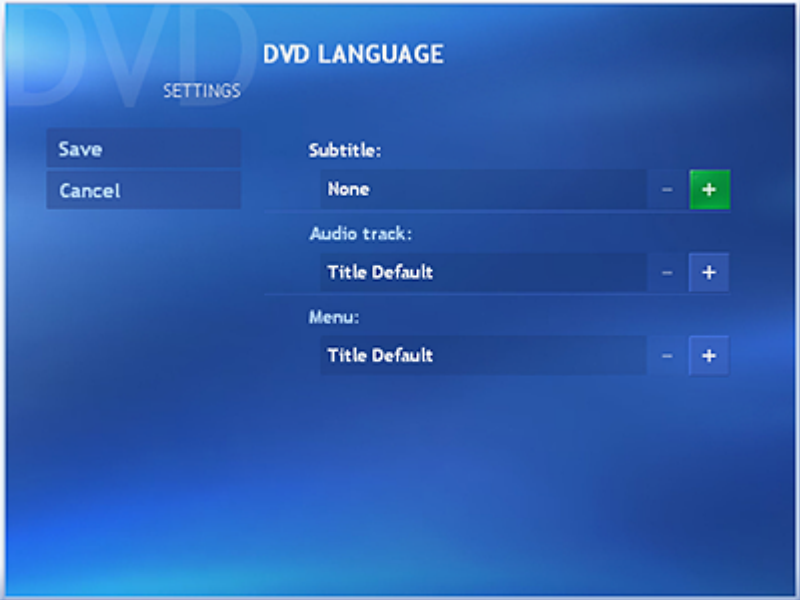 DVD
DVD LANGUAGE
SETTINGS
Save
Cancel
Subtitle:
None - +
Audio track:
Title Default - +
Menu:
Title Default - +